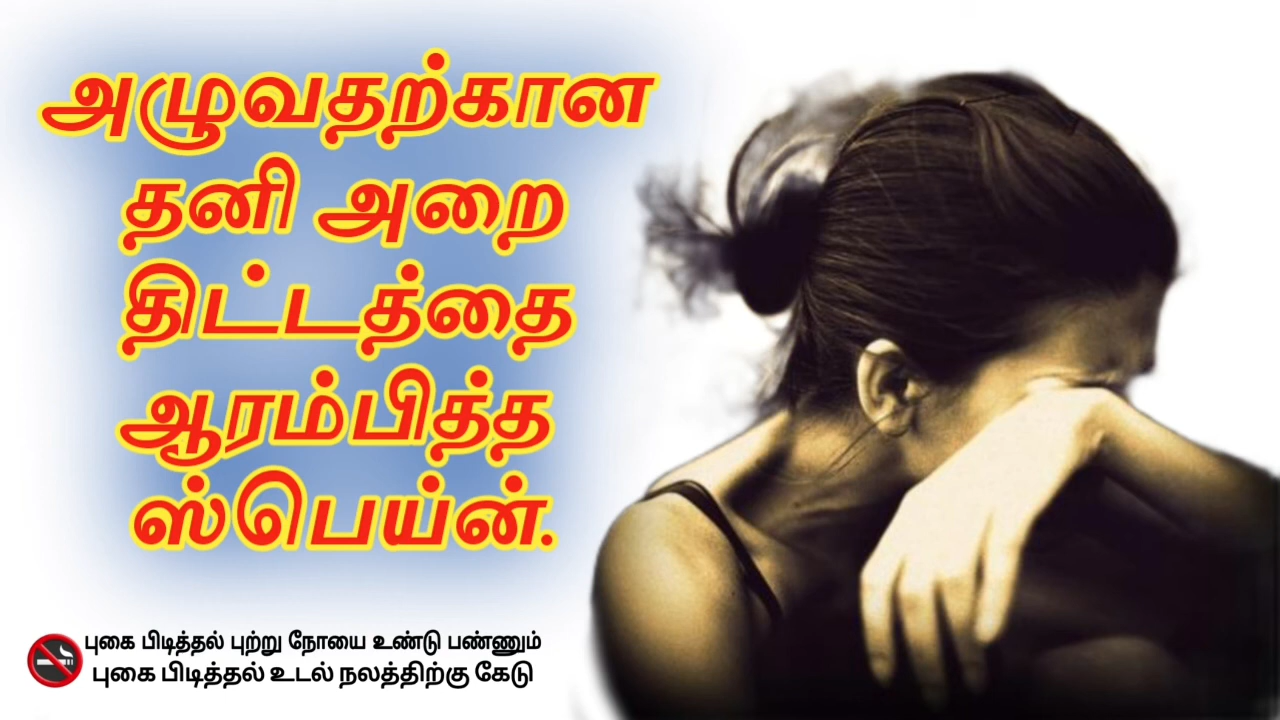 அழுவதற்கான
தனி அறை
திட்டத்தை
ஆரம்பித்த
ஸ்பெய்ன்.
புகை பிடித்தல் புற்று நோயை உண்டு பண்ணும்
புகை பிடித்தல் உடல் நலத்திற்கு கேடு